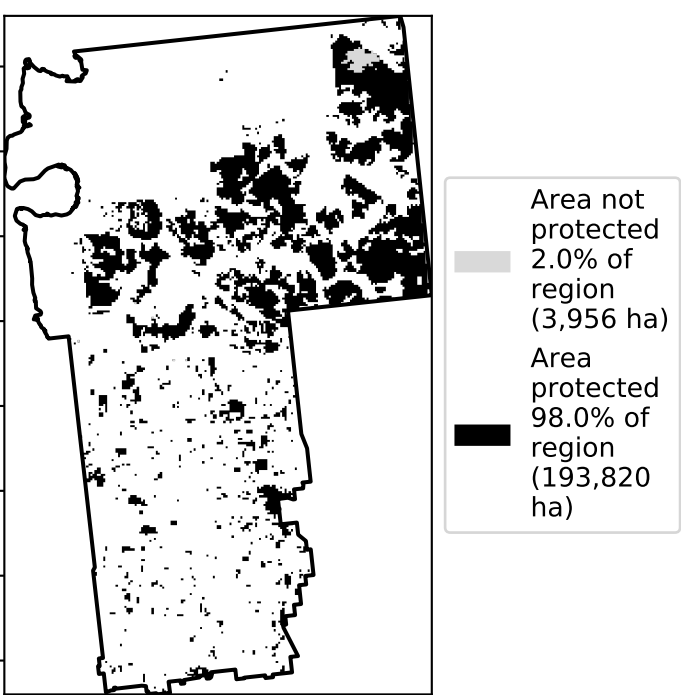 Area not
protected
2.0% of
region
(3,956 ha)
Area
protected
98.0% of
region
(193,820
ha)